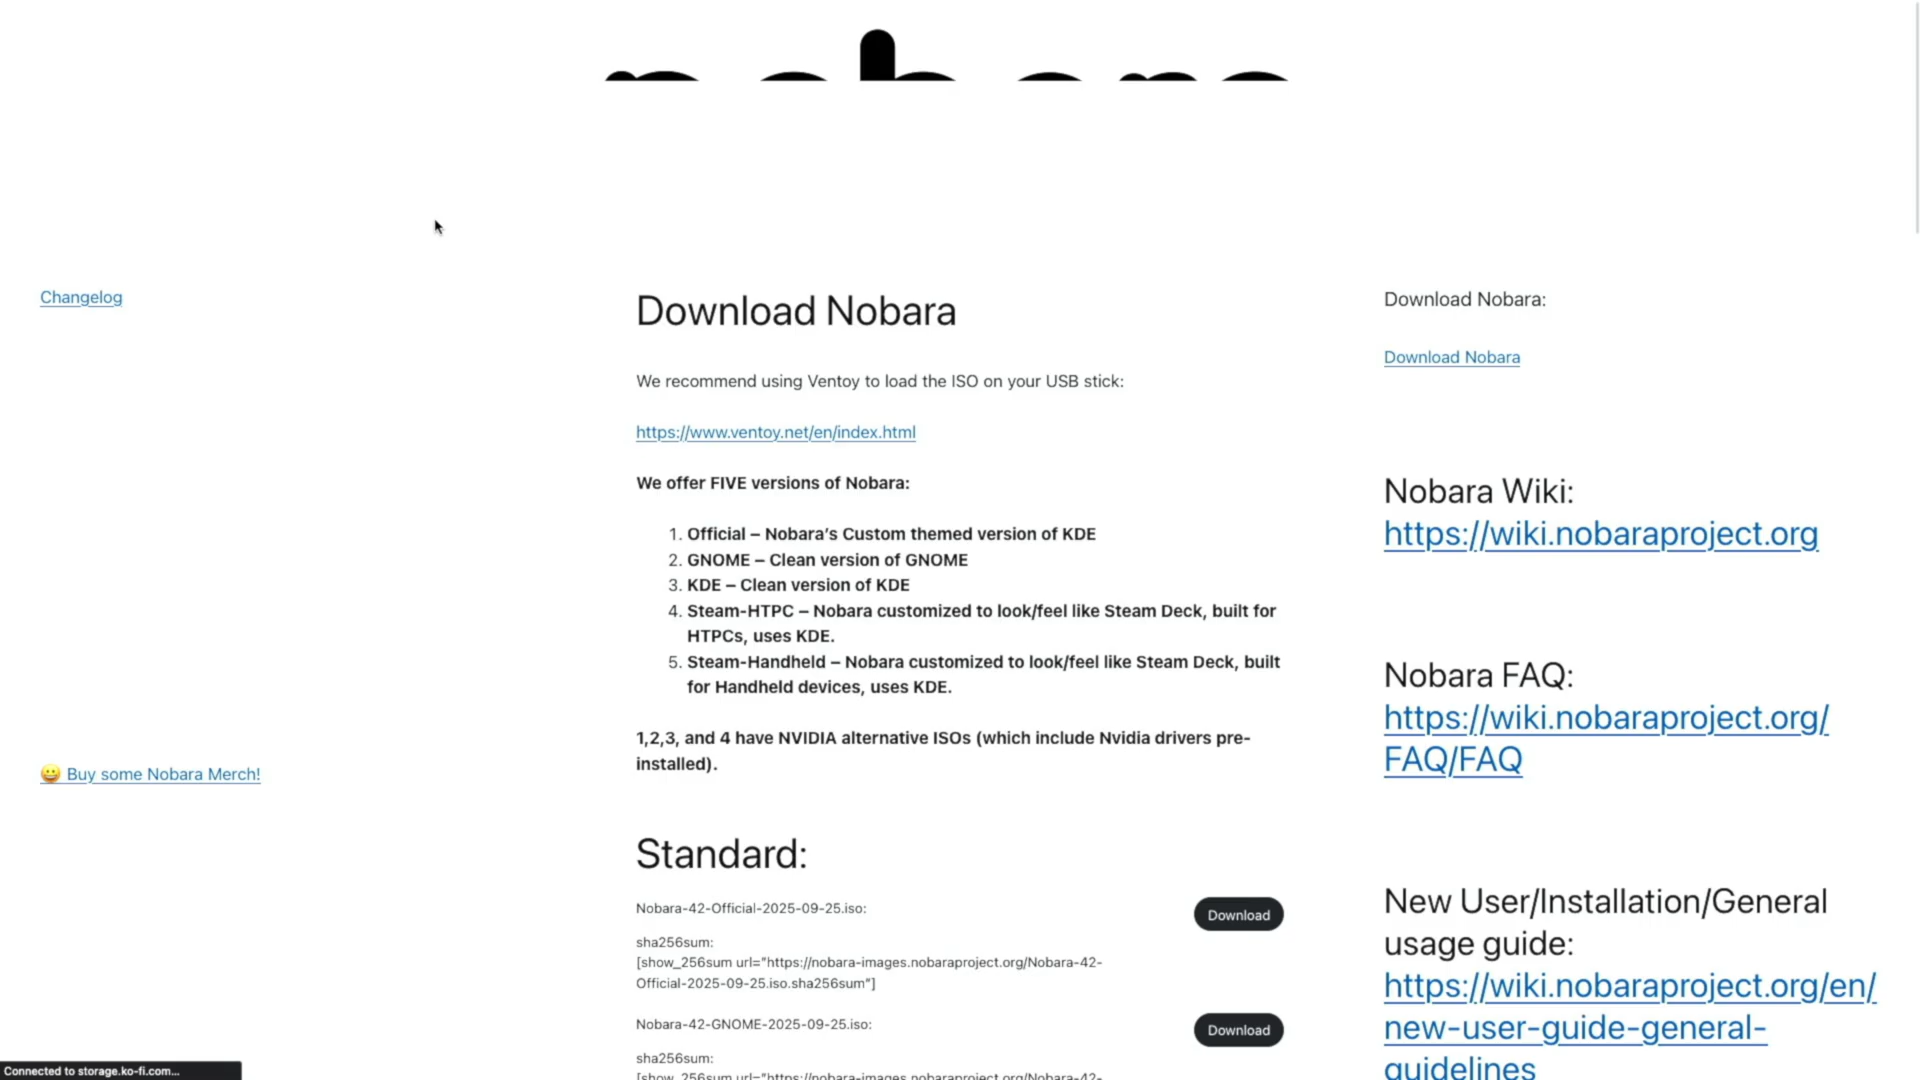 Changelog
😀 Buy some Nobara Merch!
Download Nobara
We recommend using Ventoy to load the ISO on your USB stick:
https://www.ventoy.net/en/index.html
We offer FIVE versions of Nobara:
1. Official – Nobara’s Custom themed version of KDE
2. GNOME – Clean version of GNOME
3. KDE – Clean version of KDE
4. Steam-HTPC – Nobara customized to look/feel like Steam Deck, built for
HTPCs, uses KDE.
5. Steam-Handheld – Nobara customized to look/feel like Steam Deck, built
for Handheld devices, uses KDE.
1,2,3, and 4 have NVIDIA alternative ISOs (which include Nvidia drivers pre-
installed).
Standard:
Nobara-42-Official-2025-09-25.iso:
Download
sha256sum:
[show_256sum url="https://nobara-images.nobaraproject.org/Nobara-42-
Official-2025-09-25.iso.sha256sum"]
Nobara-42-GNOME-2025-09-25.iso:
Download
sha256sum:
[show_256sum url="https://nobara-images.nobaraproject.org/Nobara-42-
Download Nobara:
Download Nobara
Nobara Wiki:
https://wiki.nobaraproject.org
Nobara FAQ:
https://wiki.nobaraproject.org/
FAQ/FAQ
New User/Installation/General
usage guide:
https://wiki.nobaraproject.org/en/
new-user-guide-general-
guidelines
Connected to storage.ko-fi.com...